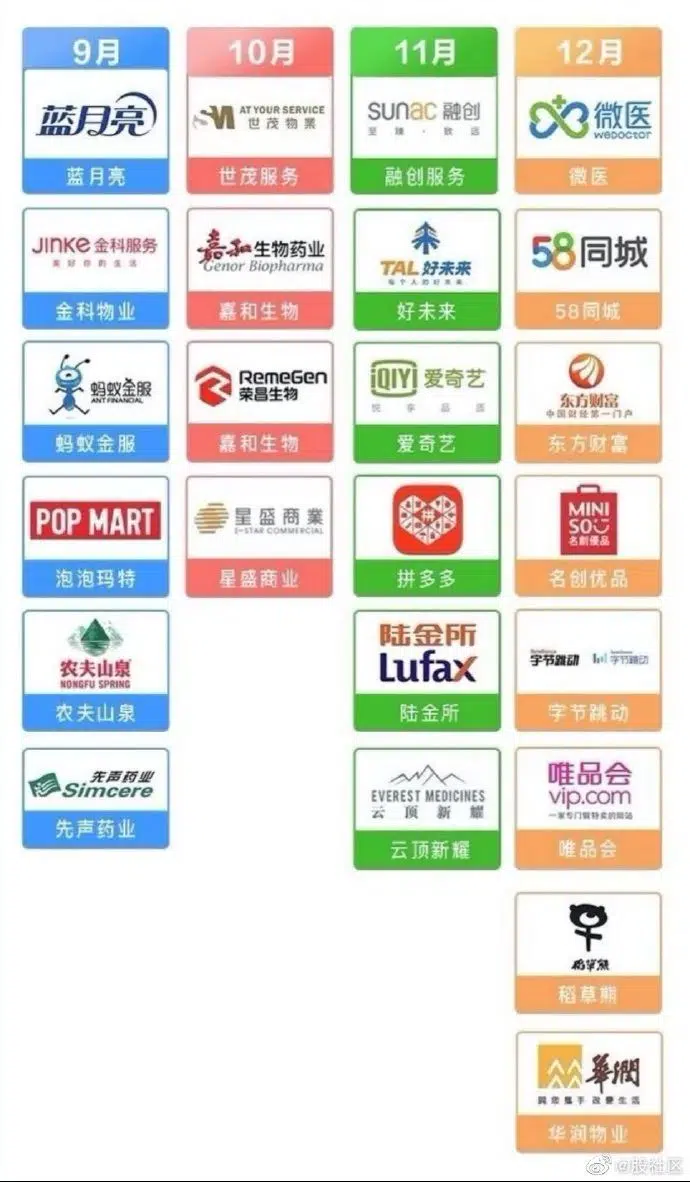 9月
蓝月亮
蓝月亮
JINKE 金科服务
美好你的生活
金科物业
蚂蚁金服
ANT FINANCIAL
蚂蚁金服
POP MART
泡泡玛特
农夫山泉
NONGFU SPRING
农夫山泉
先声药业
Simcere
先声药业
10月
AT YOUR SERVICE
世茂物業
世茂服务
嘉和生物药业
Genor Biopharma
嘉和生物
RemeGen
荣昌生物
嘉和生物
星盛商業
E-STAR COMMERCIAL
星盛商业
11月
sunac 融创
至臻·致远
融创服务
TAL 好未来
每个人的好未来
好未来
iQIYI 爱奇艺
悦享品质
爱奇艺
拼
拼多多
陆金所
Lufax
陆金所
EVEREST MEDICINES
云顶新耀
云顶新耀
12月
微医
WeDoctor
微医
58同城
58同城
东方财富
中国财经第一门户
东方财富
MINI
SO
名創優品
名创优品
字节跳动
字节跳动
字节跳动
唯品会
vip.com
一家专门做特卖的网站
唯品会
稻草熊
稻草熊
華潤
與您攜手 改變生活
华润物业
@股社区